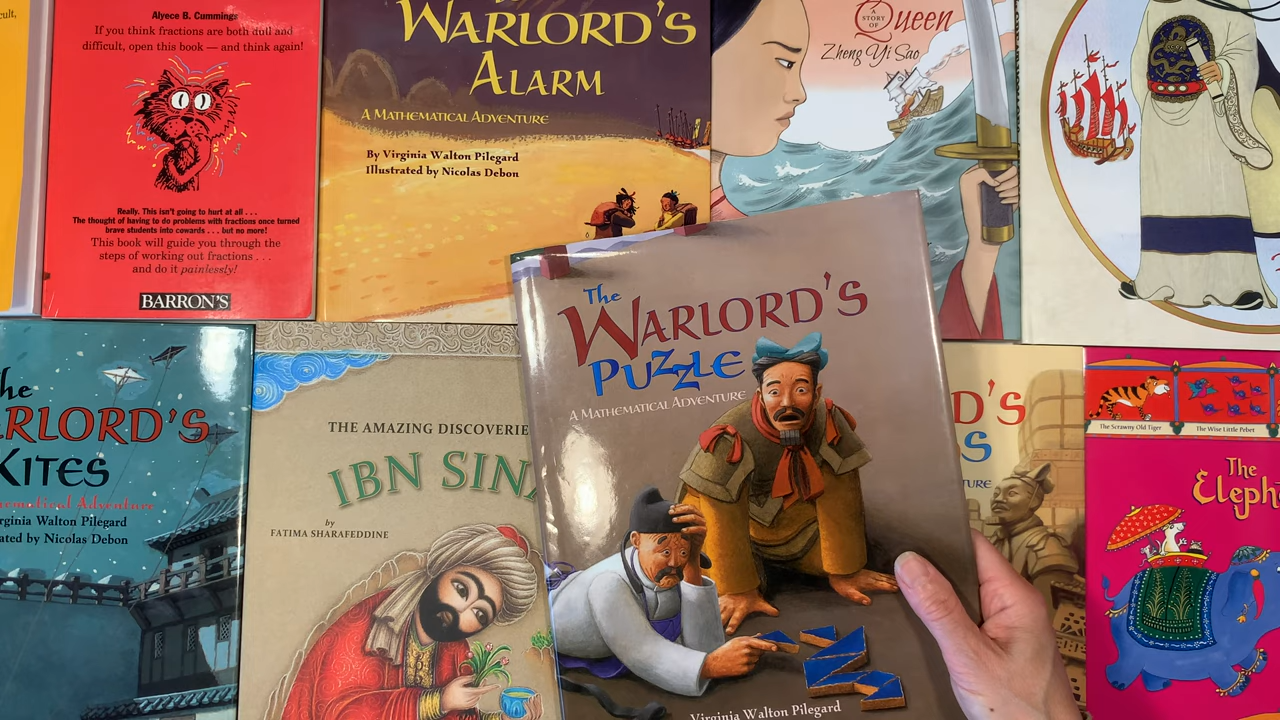 cult,
Alyece B. Cummings
If you think fractions are both dull and
difficult, open this book — and think again!
Really. This isn't going to hurt at all . . .
The thought of having to do problems with fractions once turned
brave students into cowards . . . but no more!
This book will guide you through the
steps of working out fractions . . .
and do it painlessly!
BARRON'S
WARLORD'S
ALARM
A MATHEMATICAL ADVENTURE
By Virginia Walton Pilegard
Illustrated by Nicolas Debon
A
STORY
OF
Queen
Zheng Yi Sao
he
RLORD'S
KITES
ematical Adventure
rginia Walton Pilegard
ated by Nicolas Debon
THE AMAZING DISCOVERIE
IBN SIN
by
FATIMA SHARAFEDDINE
The
WARLORD'S
PUZZLE
A MATHEMATICAL ADVENTURE
Virginia Walton Pilegard
D'S
S
TURE
The Scrawny Old Tiger
The Wise Little Pebet
The
Eleph